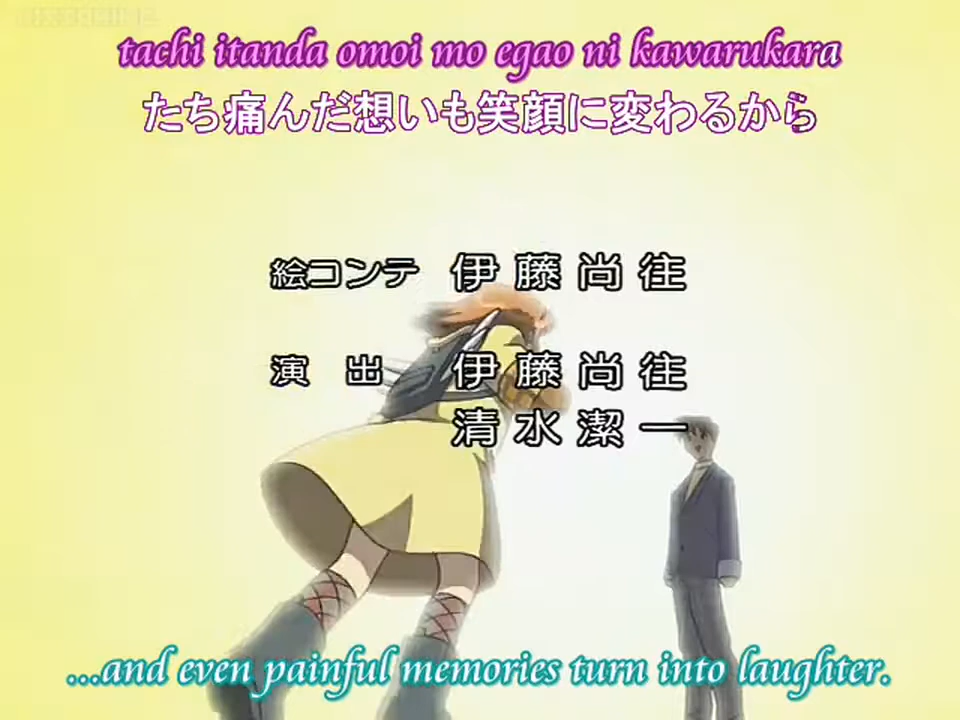 tachi itanda omoi mo egao ni kawarukara
たち痛んだ想いも笑顔に変わるから
絵コンテ 伊藤尚往
演出 伊藤尚往
清水潔一
...and even painful memories turn into laughter.